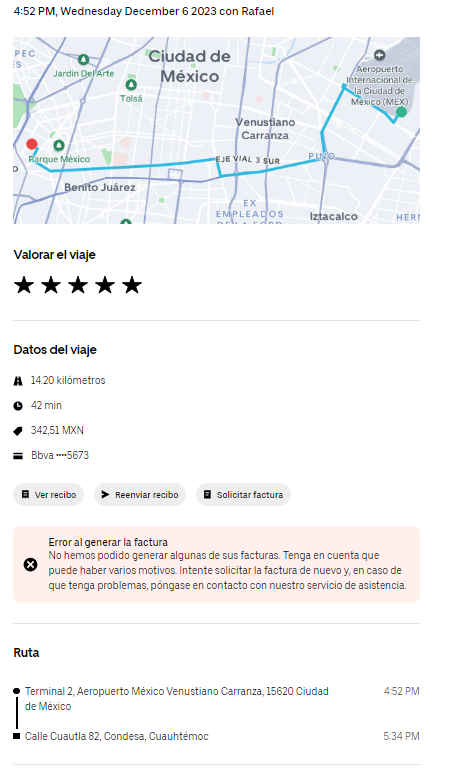 4:52 PM, Wednesday December 6 2023 con Rafael
PEC
Ciudad de
México
Jardín Del Arte
Tolsá
Aeropuerto
Internacional de
la Ciudad de
México (MEX)
Venustiano
Carranza
Parque México
EJE VIAL 3 SUR
PINO
Benito Juárez
EX
EMPLEADOS
Iztacalco
HERM
Valorar el viaje
Datos del viaje
14.20 kilómetros
42 min
342,51 MXN
Bbva ••••5673
Ver recibo
Reenviar recibo
Solicitar factura
Error al generar la factura
No hemos podido generar algunas de sus facturas. Tenga en cuenta que
puede haber varios motivos. Intente solicitar la factura de nuevo y, en caso de
que tenga problemas, póngase en contacto con nuestro servicio de asistencia.
Ruta
Terminal 2, Aeropuerto México Venustiano Carranza, 15620 Ciudad
de México
4:52 PM
Calle Cuautla 82, Condesa, Cuauhtémoc
5:34 PM